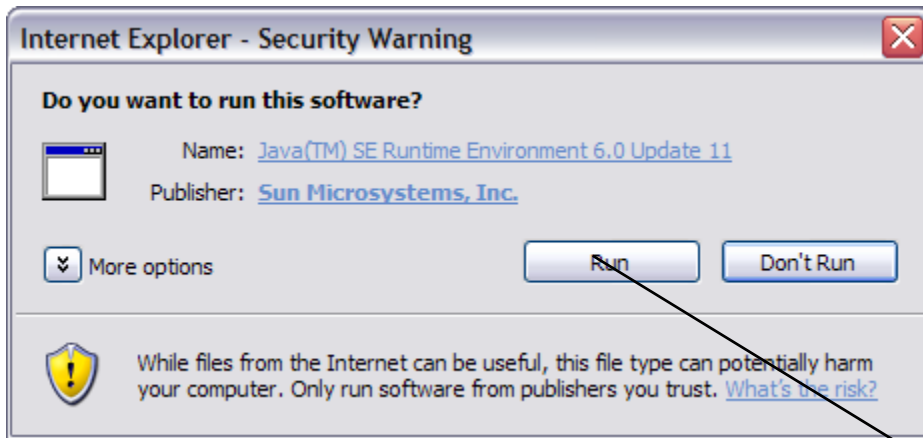 Internet Explorer - Security Warning
Do you want to run this software?
Name: Java(TM) SE Runtime Environment 6.0 Update 11
Publisher: Sun Microsystems, Inc.
More options
Run
Don't Run
While files from the Internet can be useful, this file type can potentially harm
your computer. Only run software from publishers you trust. What's the risk?